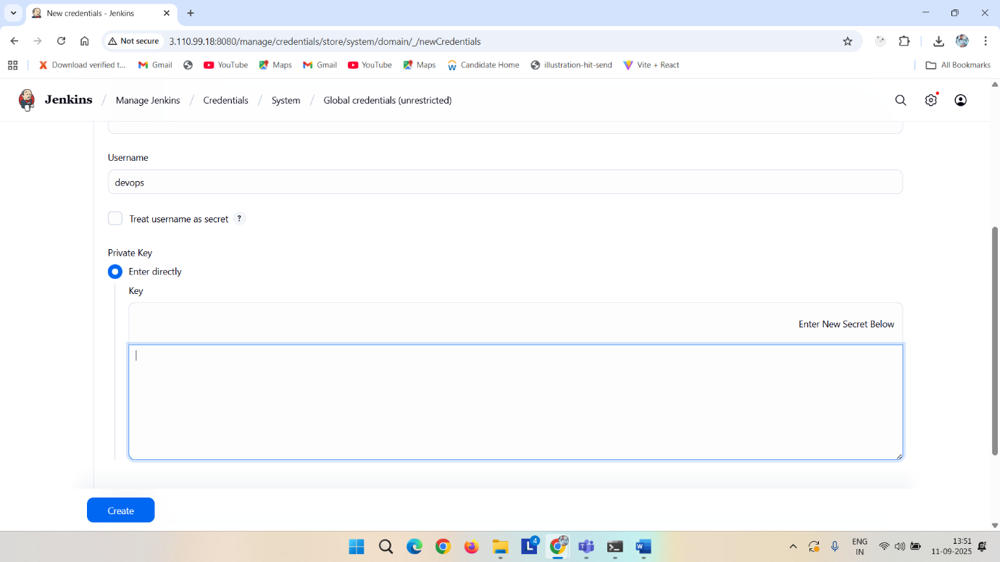 New credentials - Jenkins
Not secure
3.110.99.18:8080/manage/credentials/store/system/domain/_/newCredentials
Download verified t...
Gmail
YouTube
Maps
Gmail
YouTube
Maps
Candidate Home
illustration-hit-send
Vite + React
All Bookmarks
Jenkins / Manage Jenkins / Credentials / System / Global credentials (unrestricted)
Username
devops
Treat username as secret ?
Private Key
Enter directly
Key
Enter New Secret Below
Create
4
ENG
IN
13:51
11-09-2025